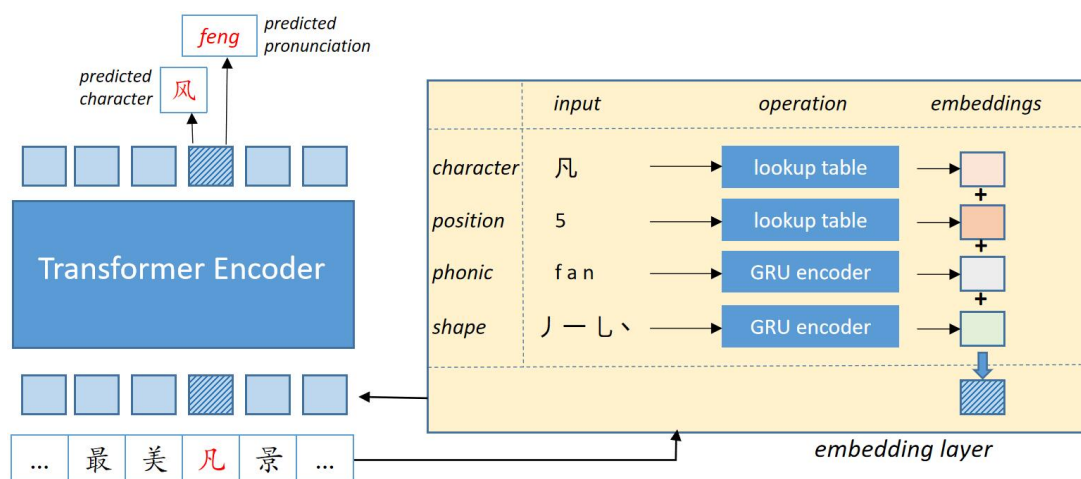 feng
predicted
pronunciation
predicted
character
风
Transformer Encoder
... 最 美 凡 景 ...
input operation embeddings
character 凡 lookup table
+
position 5 lookup table
+
phonic f a n GRU encoder
+
shape 丿 一 乚 丶 GRU encoder
embedding layer